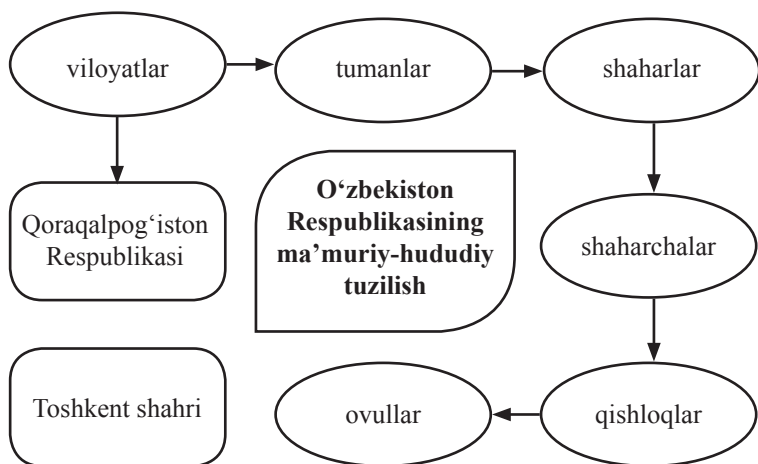 viloyatlar
tumanlar
shaharlar
Qoraqalpog‘iston
Respublikasi
O‘zbekiston
Respublikasining
ma’muriy-hududiy
tuzilish
shaharchalar
Toshkent shahri
ovullar
qishloqlar